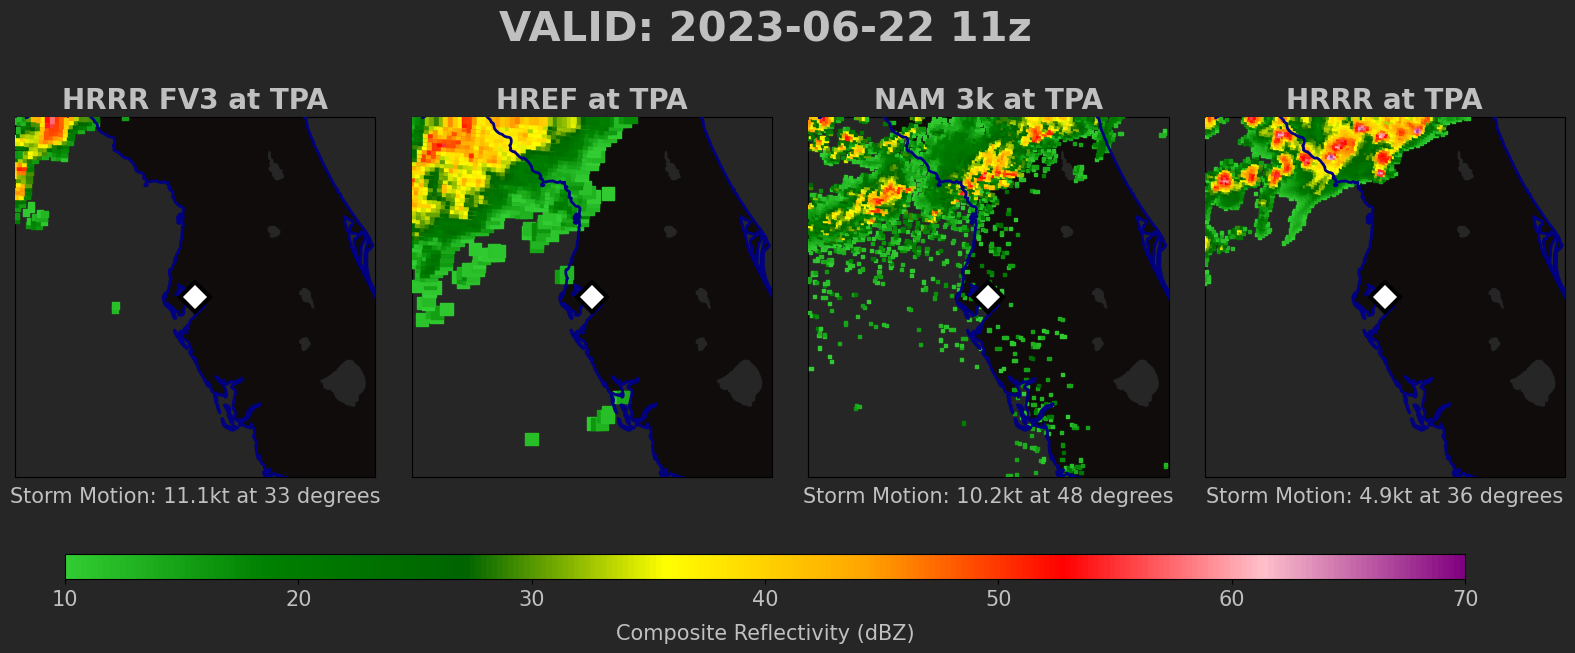 VALID: 2023-06-22 11z
HRRR FV3 at TPA
HREF at TPA
NAM 3k at TPA
HRRR at TPA
Storm Motion: 11.1kt at 33 degrees
Storm Motion: 10.2kt at 48 degrees
Storm Motion: 4.9kt at 36 degrees
10 20 30 40 50 60 70
Composite Reflectivity (dBZ)